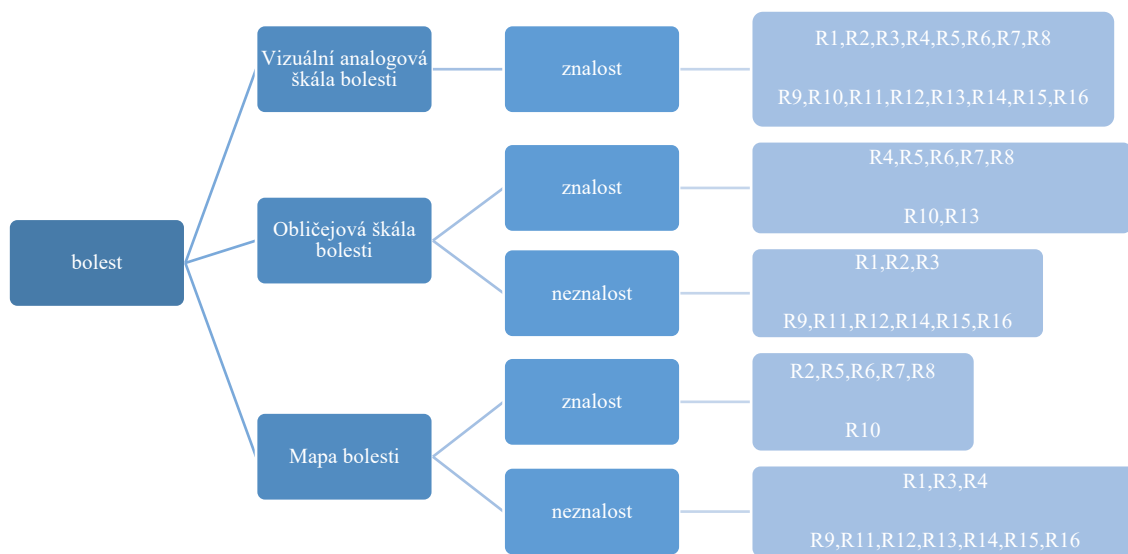 bolest
Vizuální analogová
škála bolesti
znalost
R1,R2,R3,R4,R5,R6,R7,R8
R9,R10,R11,R12,R13,R14,R15,R16
Obličejová škála
bolesti
znalost
R4,R5,R6,R7,R8
R10,R13
neznalost
R1,R2,R3
R9,R11,R12,R14,R15,R16
Mapa bolesti
znalost
R2,R5,R6,R7,R8
R10
neznalost
R1,R3,R4
R9,R11,R12,R13,R14,R15,R16